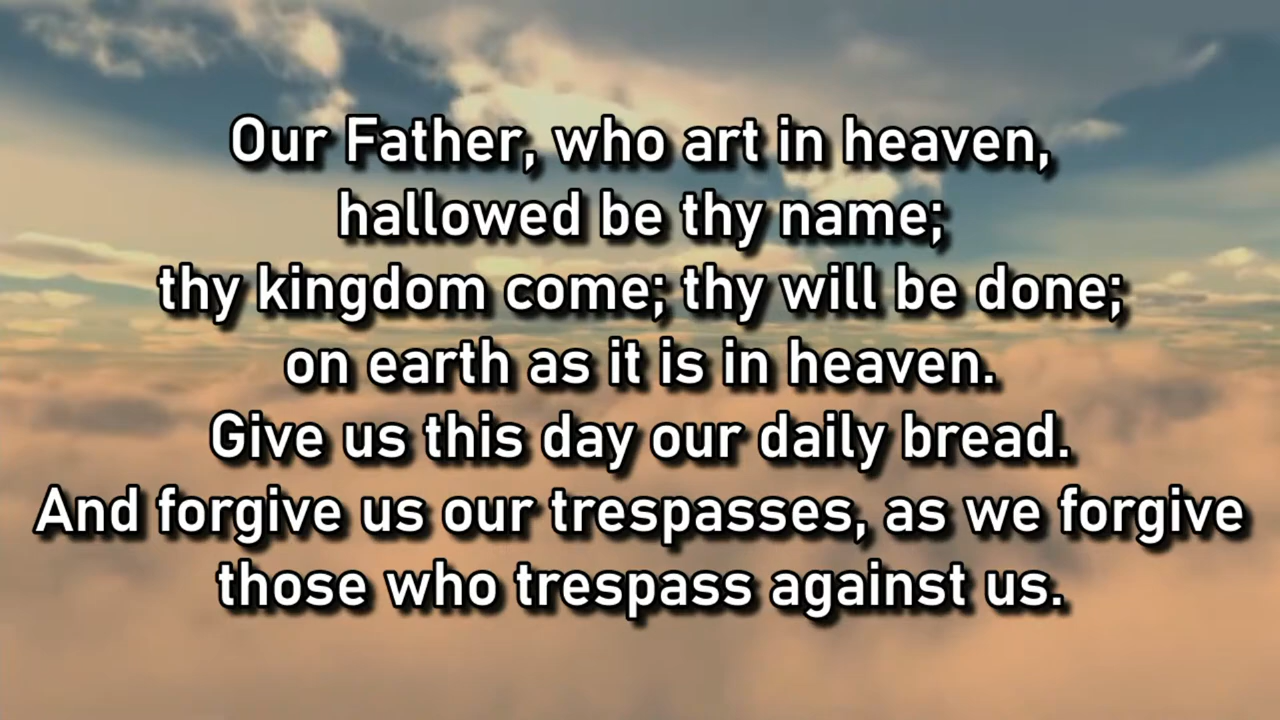 Our Father, who art in heaven,
hallowed be thy name;
thy kingdom come; thy will be done;
on earth as it is in heaven.
Give us this day our daily bread.
And forgive us our trespasses, as we forgive
those who trespass against us.